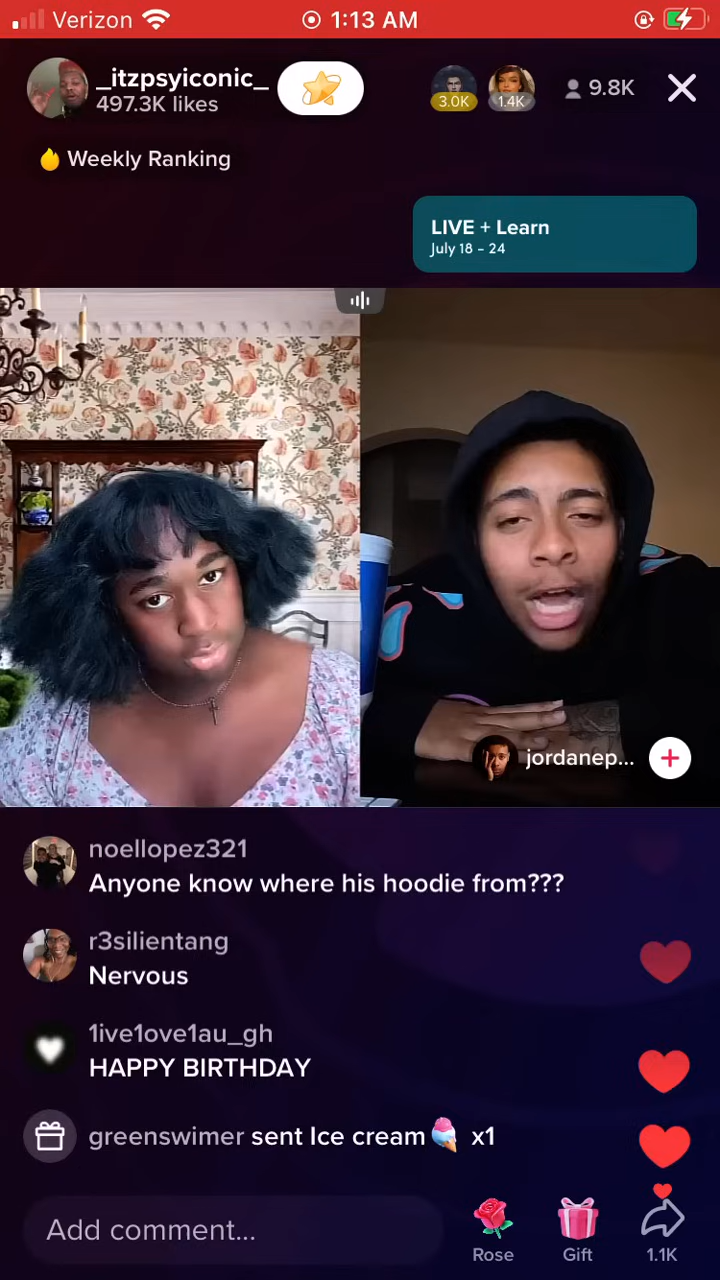 Verizon 1:13 AM
_itzpsyiconic_
497.3K likes
3.0K 1.4K 9.8K
Weekly Ranking
LIVE + Learn
July 18 - 24
jordanep...
noellopez321
Anyone know where his hoodie from???
r3silientang
Nervous
1ive1ove1au_gh
HAPPY BIRTHDAY
greenswimer sent Ice cream🍨 x1
Add comment...
Rose Gift 1.1K